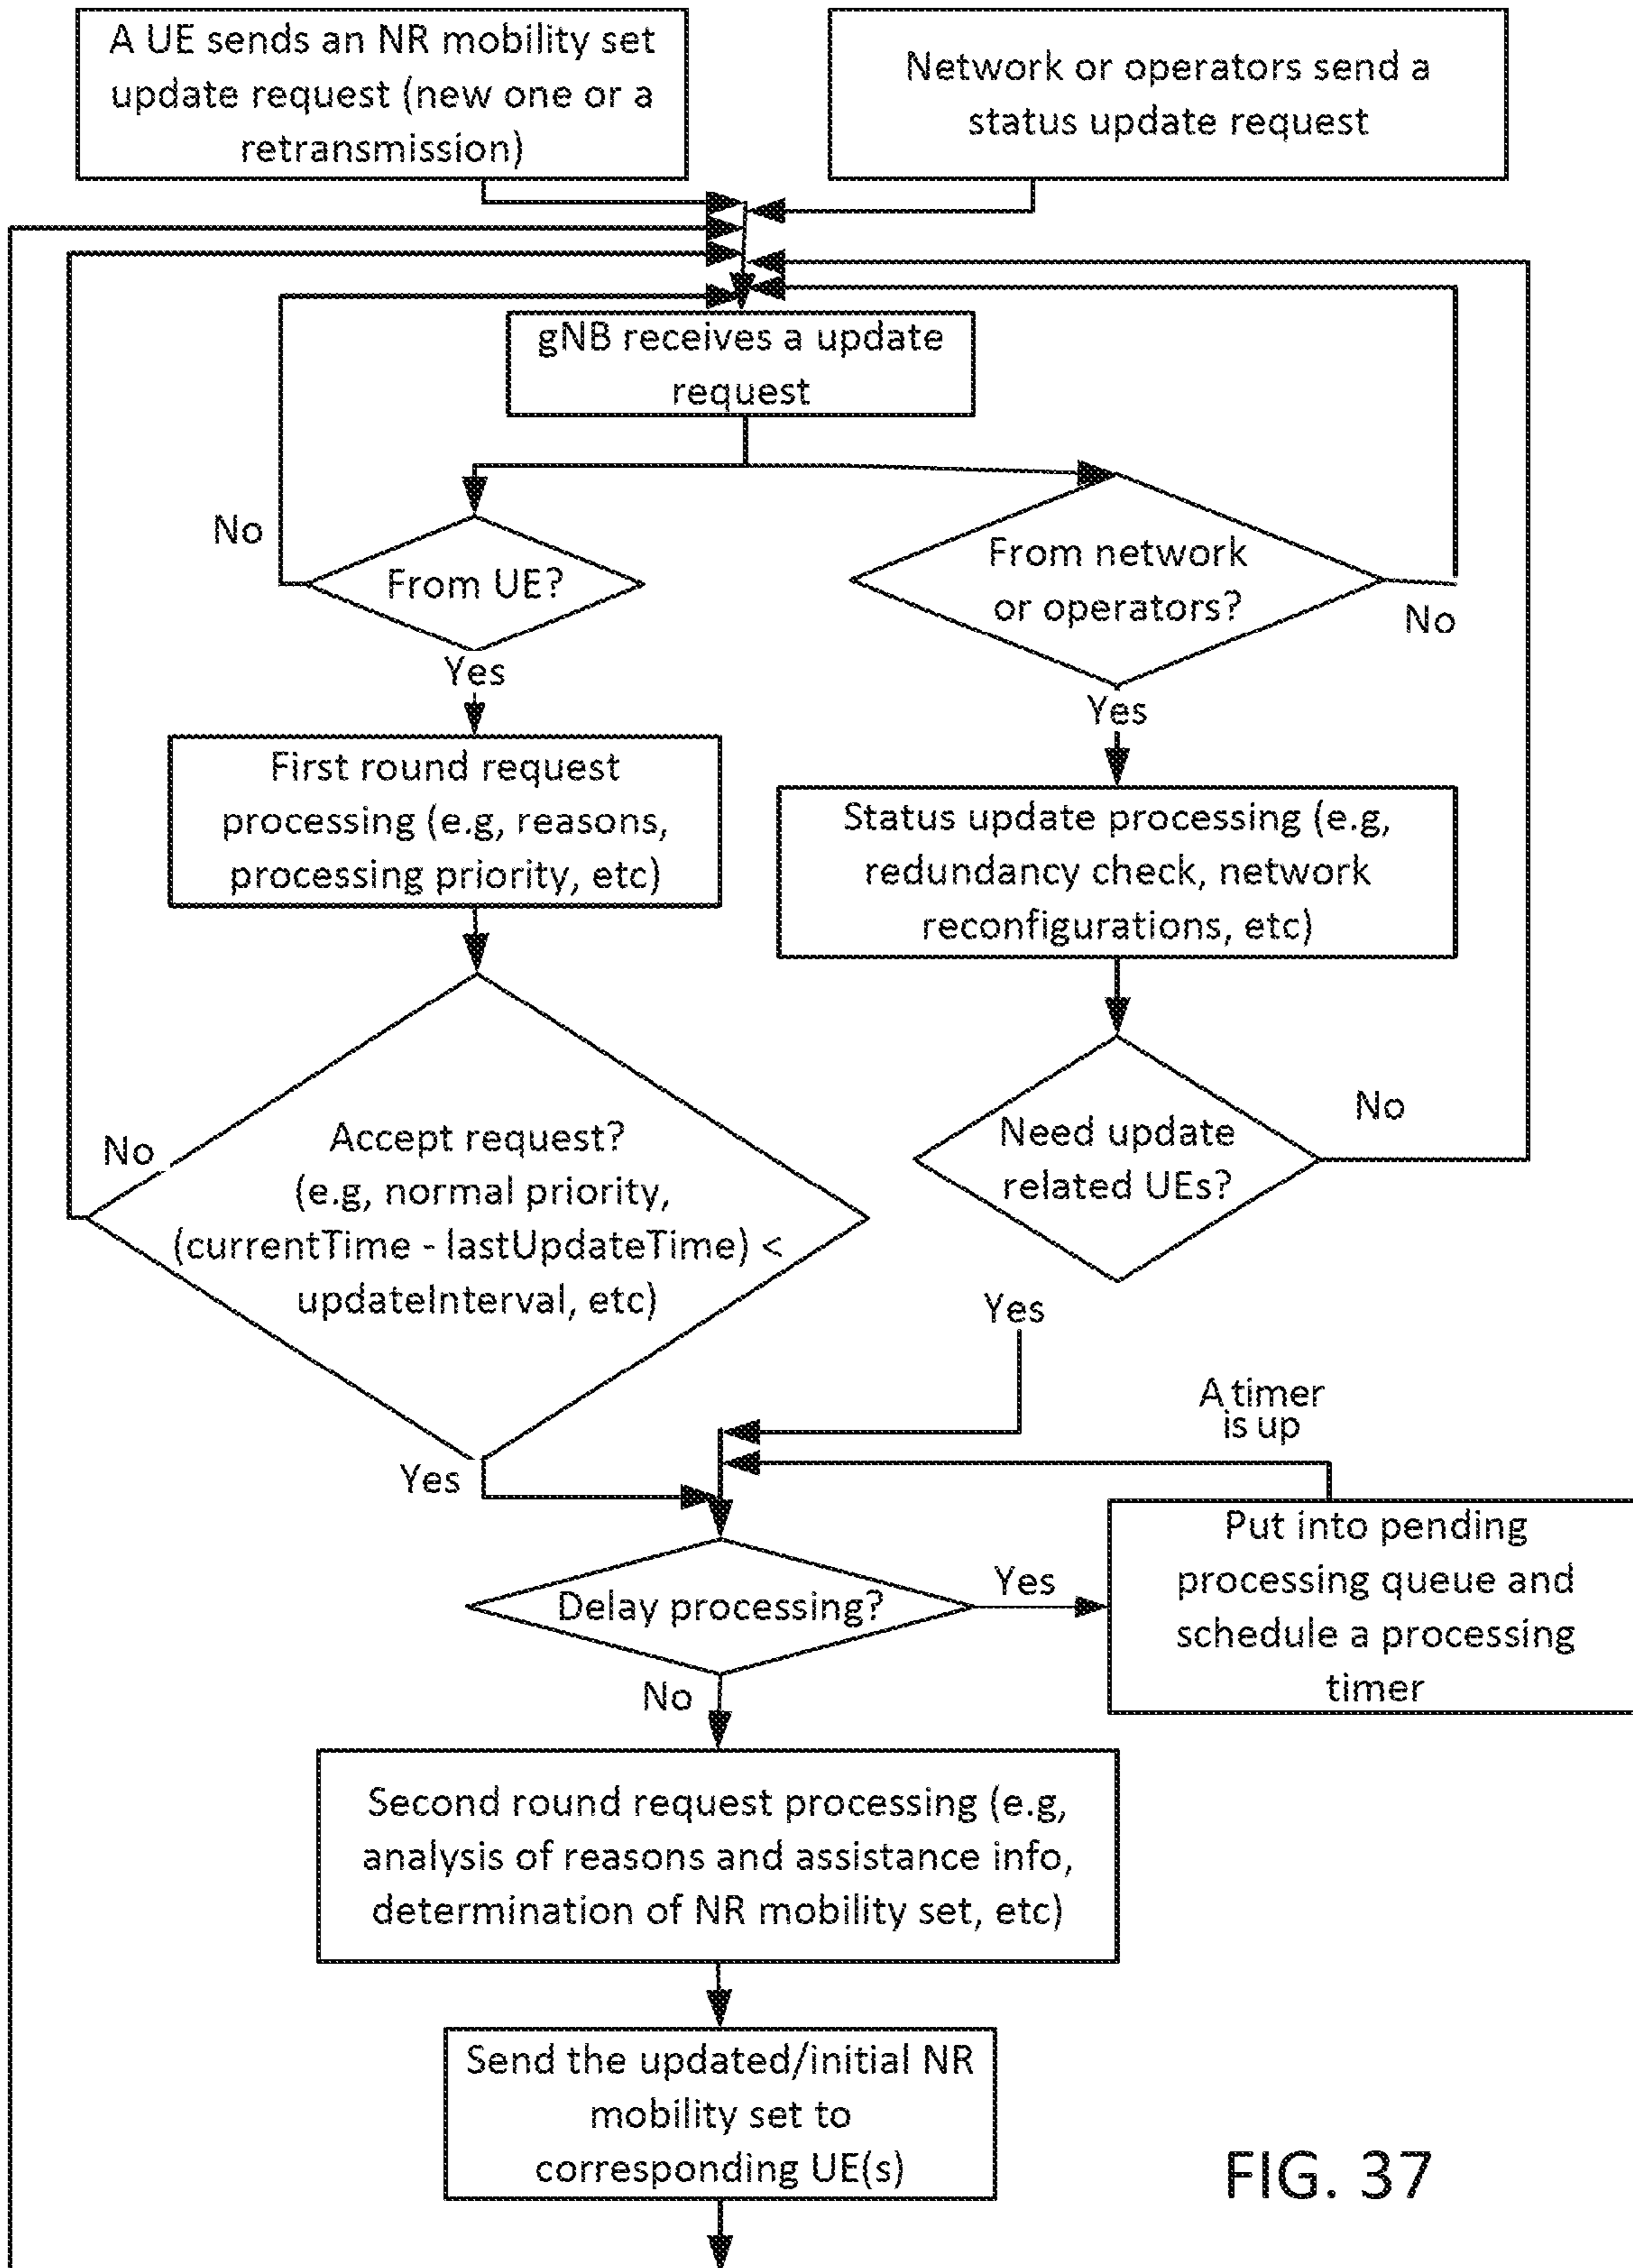 A UE sends an NR mobility set
update request (new one or a
retransmission)
Network or operators send a
status update request
gNB receives a update
request
No
From UE?
Yes
From network
or operators?
No
Yes
First round request
processing (e.g, reasons,
processing priority, etc)
Status update processing (e.g,
redundancy check, network
reconfigurations, etc)
No
Accept request?
(e.g, normal priority,
(currentTime - lastUpdateTime) <
updateInterval, etc)
Yes
Need update
related UEs?
No
Yes
A timer
is up
Delay processing?
Yes
Put into pending
processing queue and
schedule a processing
timer
No
Second round request processing (e.g,
analysis of reasons and assistance info,
determination of NR mobility set, etc)
Send the updated/initial NR
mobility set to
corresponding UE(s)
FIG. 37